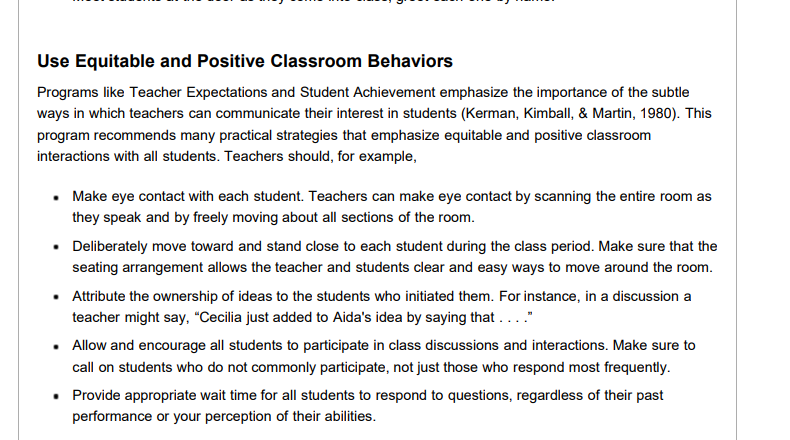 Use Equitable and Positive Classroom Behaviors
Programs like Teacher Expectations and Student Achievement emphasize the importance of the subtle
ways in which teachers can communicate their interest in students (Kerman, Kimball, & Martin, 1980). This
program recommends many practical strategies that emphasize equitable and positive classroom
interactions with all students. Teachers should, for example,
• Make eye contact with each student. Teachers can make eye contact by scanning the entire room as
they speak and by freely moving about all sections of the room.
• Deliberately move toward and stand close to each student during the class period. Make sure that the
seating arrangement allows the teacher and students clear and easy ways to move around the room.
• Attribute the ownership of ideas to the students who initiated them. For instance, in a discussion a
teacher might say, “Cecilia just added to Aida's idea by saying that . . . .”
• Allow and encourage all students to participate in class discussions and interactions. Make sure to
call on students who do not commonly participate, not just those who respond most frequently.
• Provide appropriate wait time for all students to respond to questions, regardless of their past
performance or your perception of their abilities.